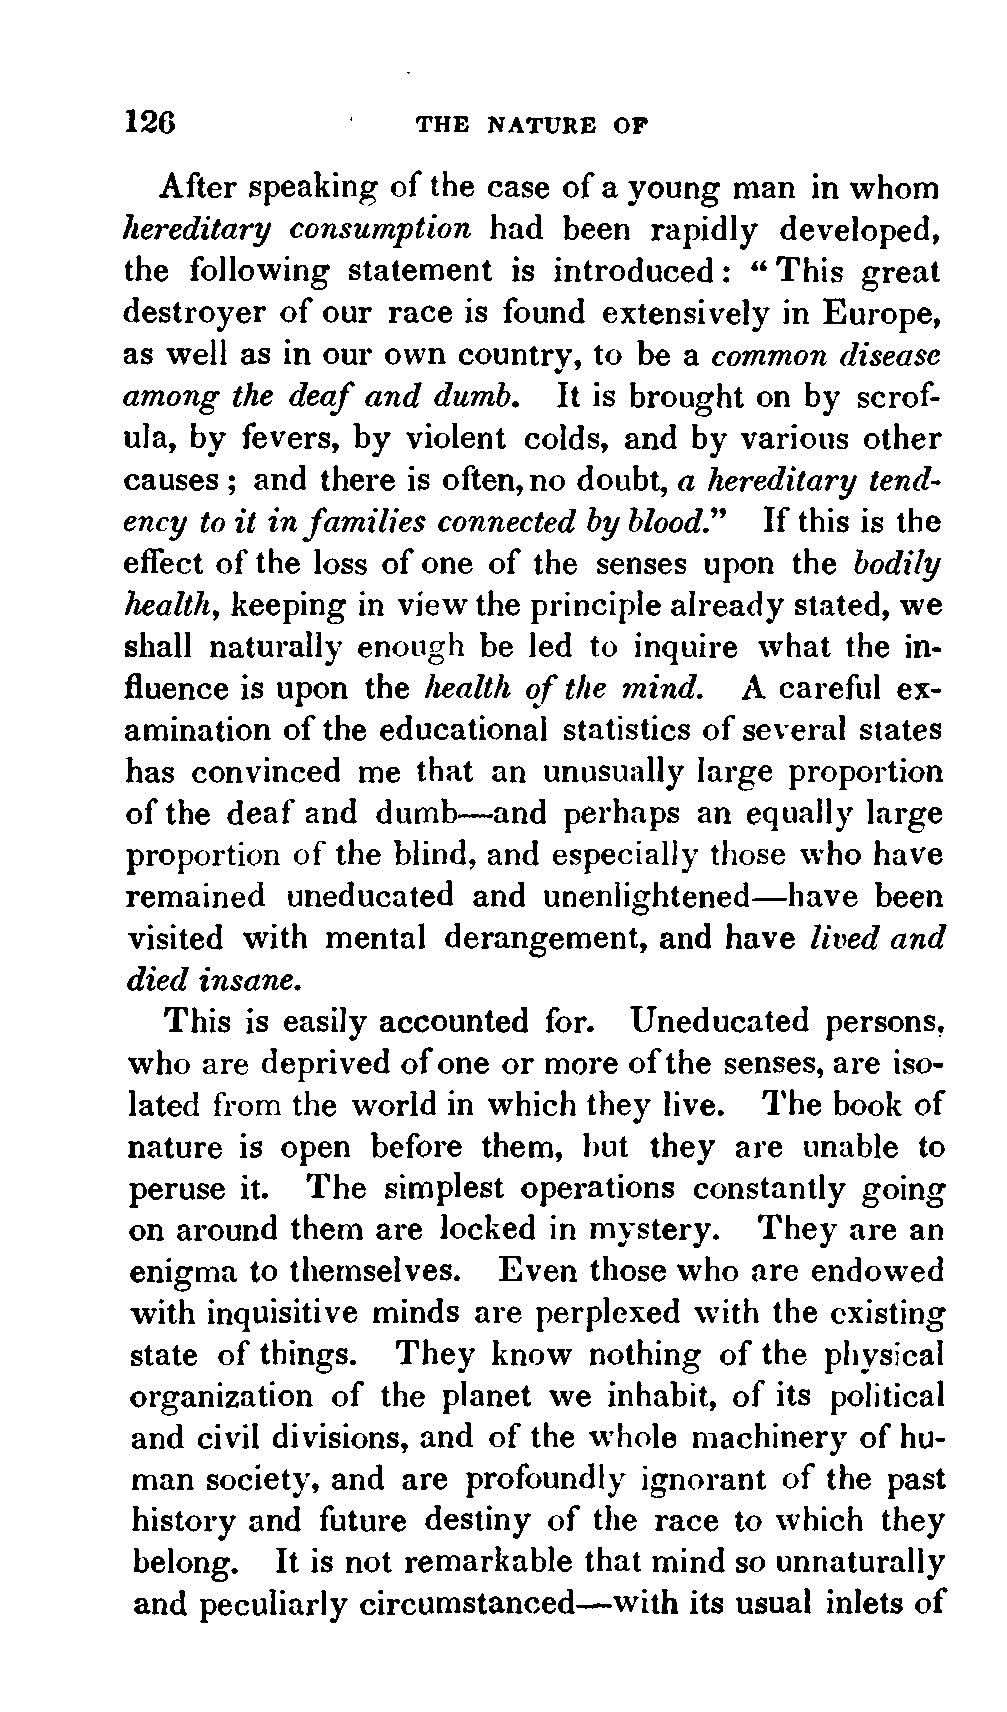 126 THE NATURE OF
After speaking of the case of a young man in whom
hereditary consumption had been rapidly developed,
the following statement is introduced: “This great
destroyer of our race is found extensively in Europe,
as well as in our own country, to be a common disease
among the deaf and dumb. It is brought on by scrof-
ula, by fevers, by violent colds, and by various other
causes; and there is often, no doubt, a hereditary tend-
ency to it in families connected by blood.” If this is the
effect of the loss of one of the senses upon the bodily
health, keeping in view the principle already stated, we
shall naturally enough be led to inquire what the in-
fluence is upon the health of the mind. A careful ex-
amination of the educational statistics of several states
has convinced me that an unusually large proportion
of the deaf and dumb—and perhaps an equally large
proportion of the blind, and especially those who have
remained uneducated and unenlightened—have been
visited with mental derangement, and have lived and
died insane.
This is easily accounted for. Uneducated persons,
who are deprived of one or more of the senses, are iso-
lated from the world in which they live. The book of
nature is open before them, but they are unable to
peruse it. The simplest operations constantly going
on around them are locked in mystery. They are an
enigma to themselves. Even those who are endowed
with inquisitive minds are perplexed with the existing
state of things. They know nothing of the physical
organization of the planet we inhabit, of its political
and civil divisions, and of the whole machinery of hu-
man society, and are profoundly ignorant of the past
history and future destiny of the race to which they
belong. It is not remarkable that mind so unnaturally
and peculiarly circumstanced—with its usual inlets of